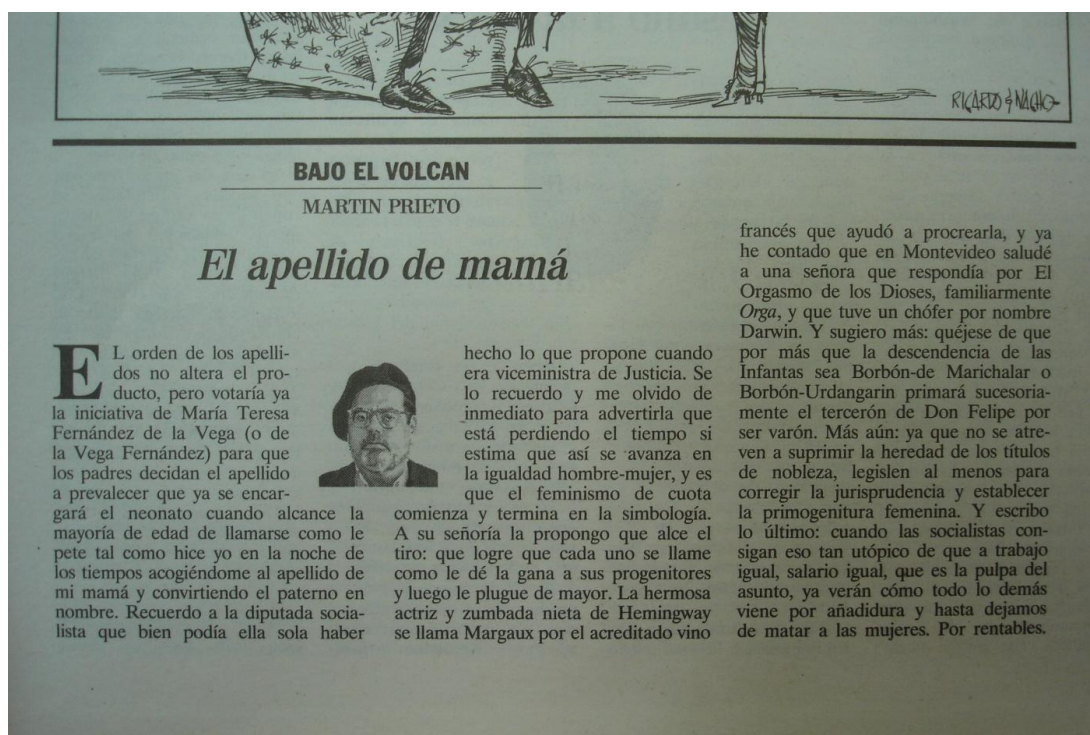 RICARDO & NACHO
BAJO EL VOLCAN
MARTIN PRIETO
El apellido de mamá
EL orden de los apelli-
dos no altera el pro-
ducto, pero votaría ya
la iniciativa de María Teresa
Fernández de la Vega (o de
la Vega Fernández) para que
los padres decidan el apellido
a prevalecer que ya se encar-
gará el neonato cuando alcance la
mayoría de edad de llamarse como le
pete tal como hice yo en la noche de
los tiempos acogiéndome al apellido de
mi mamá y convirtiendo el paterno en
nombre. Recuerdo a la diputada socia-
lista que bien podía ella sola haber
hecho lo que propone cuando
era viceministra de Justicia. Se
lo recuerdo y me olvido de
inmediato para advertirla que
está perdiendo el tiempo si
estima que así se avanza en
la igualdad hombre-mujer, y es
que el feminismo de cuota
comienza y termina en la simbología.
A su señoría la propongo que alce el
tiro: que logre que cada uno se llame
como le dé la gana a sus progenitores
y luego le plugue de mayor. La hermosa
actriz y zumbada nieta de Hemingway
se llama Margaux por el acreditado vino
francés que ayudó a procrearla, y ya
he contado que en Montevideo saludé
a una señora que respondía por El
Orgasmo de los Dioses, familiarmente
Orga, y que tuve un chófer por nombre
Darwin. Y sugiero más: quéjese de que
por más que la descendencia de las
Infantas sea Borbón-de Marichalar o
Borbón-Urdangarin primará sucesoria-
mente el tercerón de Don Felipe por
ser varón. Más aún: ya que no se atre-
ven a suprimir la heredad de los títulos
de nobleza, legislen al menos para
corregir la jurisprudencia y establecer
la primogenitura femenina. Y escribo
lo último: cuando las socialistas con-
sigan eso tan utópico de que a trabajo
igual, salario igual, que es la pulpa del
asunto, ya verán cómo todo lo demás
viene por añadidura y hasta dejamos
de matar a las mujeres. Por rentables.